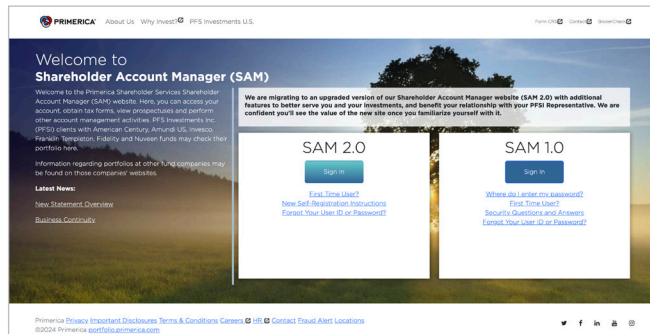 PRIMERICA About Us Why Invest? PFS Investments U.S. Form CRS Contact BrokerCheck
Welcome to
Shareholder Account Manager (SAM)
Welcome to the Primerica Shareholder Services Shareholder
Account Manager (SAM) website. Here, you can access your
account, obtain tax forms, view prospectuses and perform
other account management activities. PFS Investments Inc.
(PFSI) clients with American Century, Amundi US, Invesco,
Franklin Templeton, Fidelity and Nuveen funds may check their
portfolio here.
Information regarding portfolios at other fund companies may
be found on those companies' websites.
Latest News:
New Statement Overview
Business Continuity
We are migrating to an upgraded version of our Shareholder Account Manager website (SAM 2.0) with additional
features to better serve you and your investments, and benefit your relationship with your PFSI Representative. We are
confident you'll see the value of the new site once you familiarize yourself with it.
SAM 2.0
Sign in
First Time User?
New Self-Registration Instructions
Forgot Your User ID or Password?
SAM 1.0
Sign In
Where do I enter my password?
First Time User?
Security Questions and Answers
Forgot Your User ID or Password?
Primerica Privacy Important Disclosures Terms & Conditions Careers HR Contact Fraud Alert Locations
©2024 Primerica portfolio.primerica.com